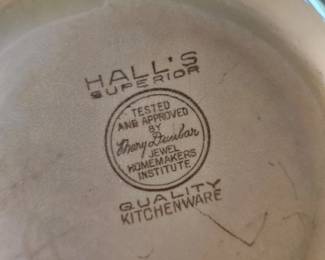 HALL'S
SUPERIOR
TESTED
AND APPROVED
BY
Mary Dunbar
JEWEL
HOMEMAKERS
INSTITUTE
QUALITY
KITCHENWARE